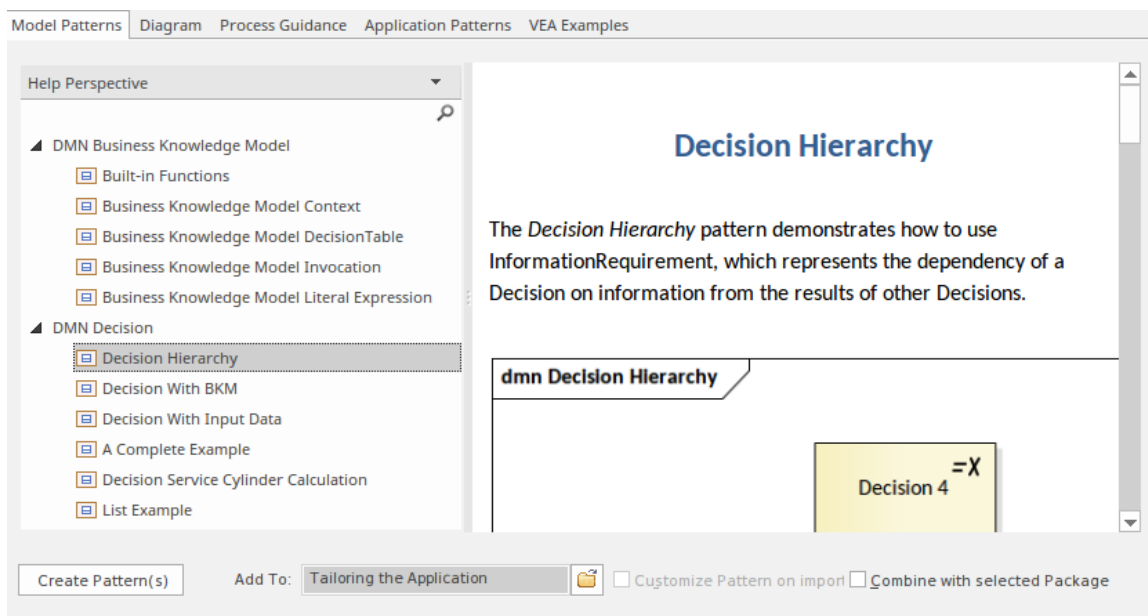 Model Patterns Diagram Process Guidance Application Patterns VEA Examples
Help Perspective
DMN Business Knowledge Model
Built-in Functions
Business Knowledge Model Context
Business Knowledge Model DecisionTable
Business Knowledge Model Invocation
Business Knowledge Model Literal Expression
DMN Decision
Decision Hierarchy
Decision With BKM
Decision With Input Data
A Complete Example
Decision Service Cylinder Calculation
List Example
Decision Hierarchy
The Decision Hierarchy pattern demonstrates how to use
InformationRequirement, which represents the dependency of a
Decision on information from the results of other Decisions.
dmn Decision Hierarchy
=X
Decision 4
Create Pattern(s) Add To: Tailoring the Application Customize Pattern on import Combine with selected Package